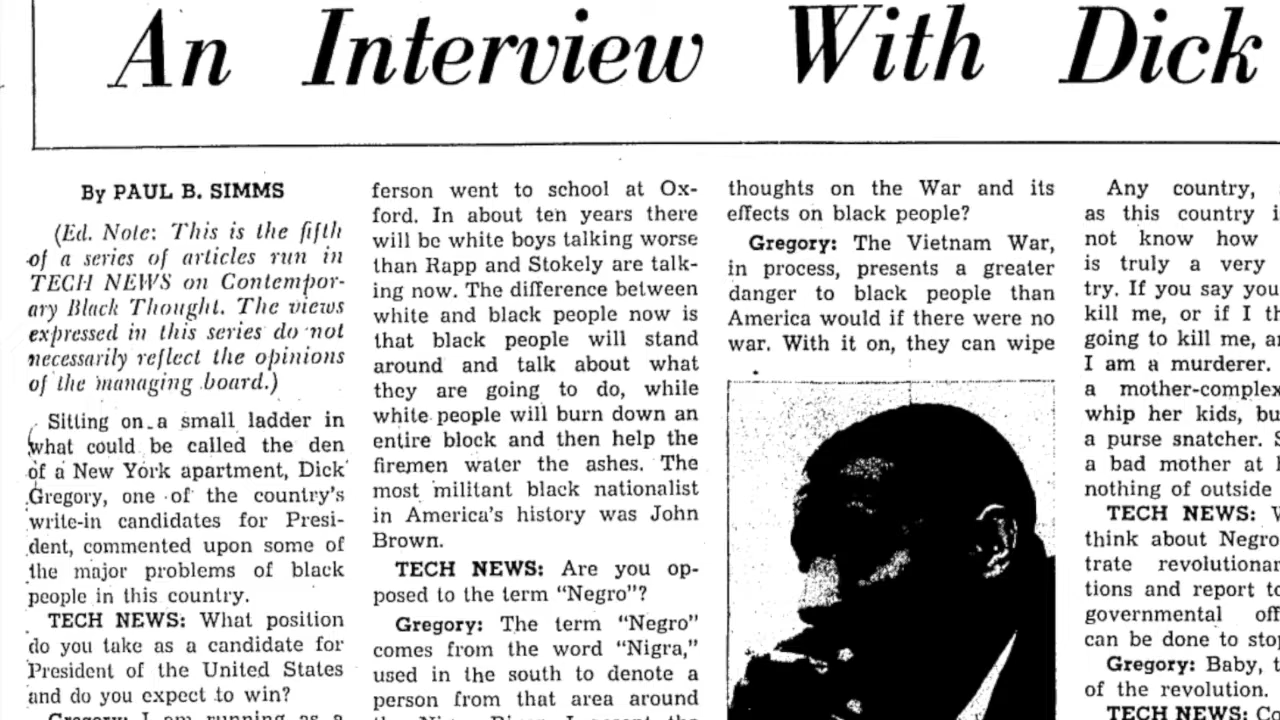 An Interview With Dick
By PAUL B. SIMMS
(Ed. Note: This is the fifth
of a series of articles run in
TECH NEWS on Contempor-
ary Black Thought. The views
expressed in this series do not
necessarily reflect the opinions
of the managing board.)
Sitting on a small ladder in
what could be called the den
of a New York apartment, Dick
Gregory, one of the country's
write-in candidates for Presi-
dent, commented upon some of
the major problems of black
people in this country.
TECH NEWS: What position
do you take as a candidate for
President of the United States
and do you expect to win?
Gregory: I am running as a
ferson went to school at Ox-
ford. In about ten years there
will be white boys talking worse
than Rapp and Stokely are talk-
ing now. The difference between
white and black people now is
that black people will stand
around and talk about what
they are going to do, while
white people will burn down an
entire block and then help the
firemen water the ashes. The
most militant black nationalist
in America's history was John
Brown.
TECH NEWS: Are you op-
posed to the term "Negro"?
Gregory: The term "Negro"
comes from the word "Nigra,"
used in the south to denote a
person from that area around
the Niger River. I accept the
thoughts on the War and its
effects on black people?
Gregory: The Vietnam War,
in process, presents a greater
danger to black people than
America would if there were no
war. With it on, they can wipe
Any country,
as this country
not know how
is truly a very
try. If you say you
kill me, or if I
going to kill me,
I am a murderer.
a mother-complex
whip her kids,
a purse snatcher.
a bad mother at
nothing of outside
TECH NEWS:
think about Negro
trate revolutionar
tions and report
governmental
can be done to stop
Gregory: Baby,
of the revolution.
TECH NEWS: